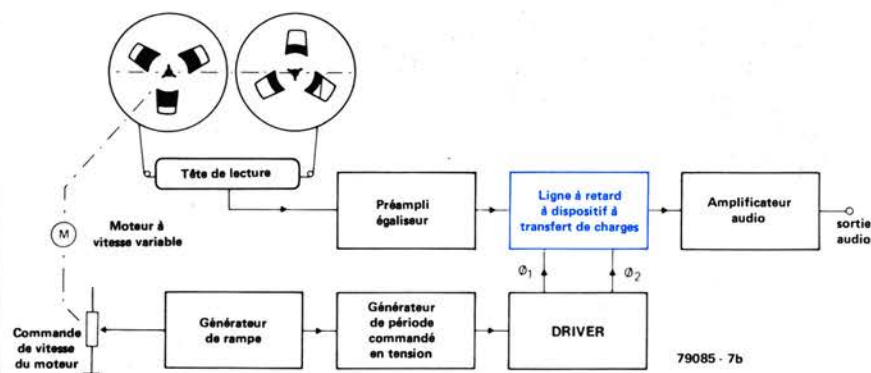 Tête de lecture
Préampli
égaliseur
Ligne à retard
à dispositif à
transfert de charges
Amplificateur
audio
sortie
audio
M
Moteur à
vitesse variable
Ø1
Ø2
Commande
de vitesse
du moteur
Générateur
de rampe
Générateur
de période
commandé
en tension
DRIVER
79085 - 7b